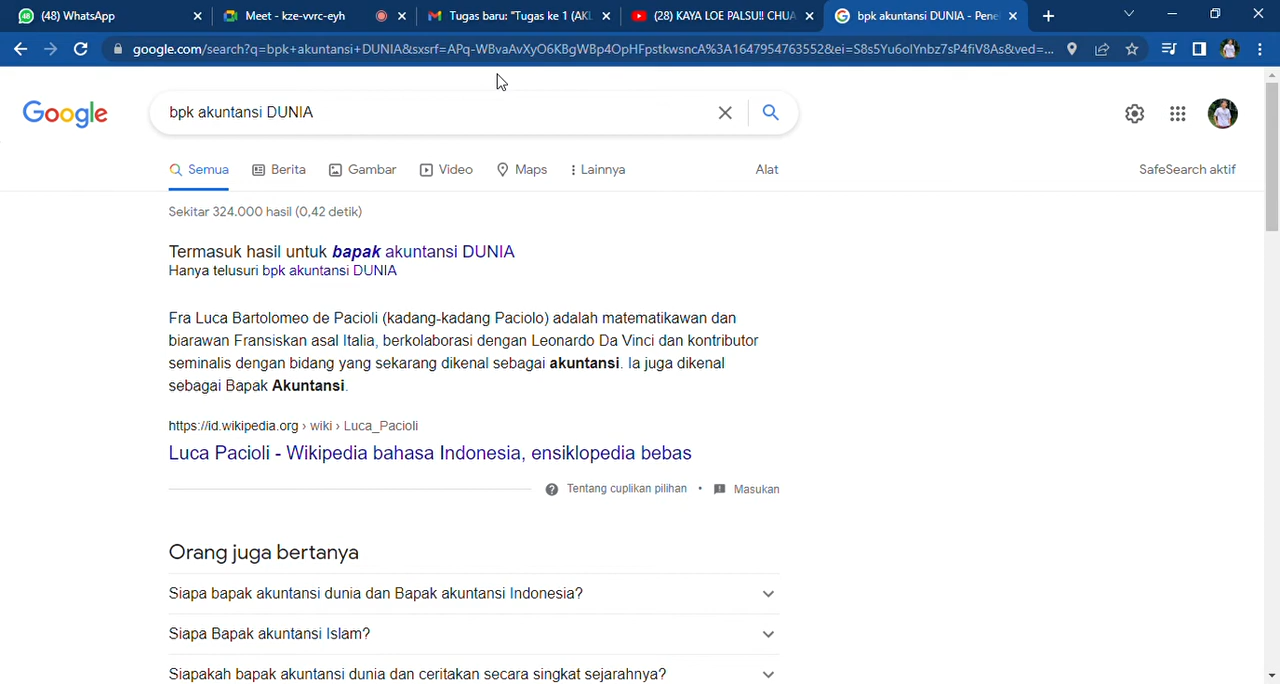 (48) WhatsApp
Meet - kze-vvrc-eyh
Tugas baru: "Tugas ke 1 (AKL
(28) KAYA LOE PALSU!! CHUA
bpk akuntansi DUNIA - Pene
google.com/search?q=bpk+akuntansi+DUNIA&sxsrf=APq-WBvaAvXyO6KBgWBp4OpHFpstkwsncA%3A1647954763552&ei=S8s5Yu6oIYnbz7sP4fiV8As&ved=...
Google
bpk akuntansi DUNIA
Semua
Berita
Gambar
Video
Maps
Lainnya
Alat
SafeSearch aktif
Sekitar 324.000 hasil (0,42 detik)
Termasuk hasil untuk bapak akuntansi DUNIA
Hanya telusuri bpk akuntansi DUNIA
Fra Luca Bartolomeo de Pacioli (kadang-kadang Paciolo) adalah matematikawan dan
biarawan Fransiskan asal Italia, berkolaborasi dengan Leonardo Da Vinci dan kontributor
seminalis dengan bidang yang sekarang dikenal sebagai akuntansi. Ia juga dikenal
sebagai Bapak Akuntansi.
https://id.wikipedia.org › wiki › Luca_Pacioli
Luca Pacioli - Wikipedia bahasa Indonesia, ensiklopedia bebas
Tentang cuplikan pilihan • Masukan
Orang juga bertanya
Siapa bapak akuntansi dunia dan Bapak akuntansi Indonesia?
Siapa Bapak akuntansi Islam?
Siapakah bapak akuntansi dunia dan ceritakan secara singkat sejarahnya?